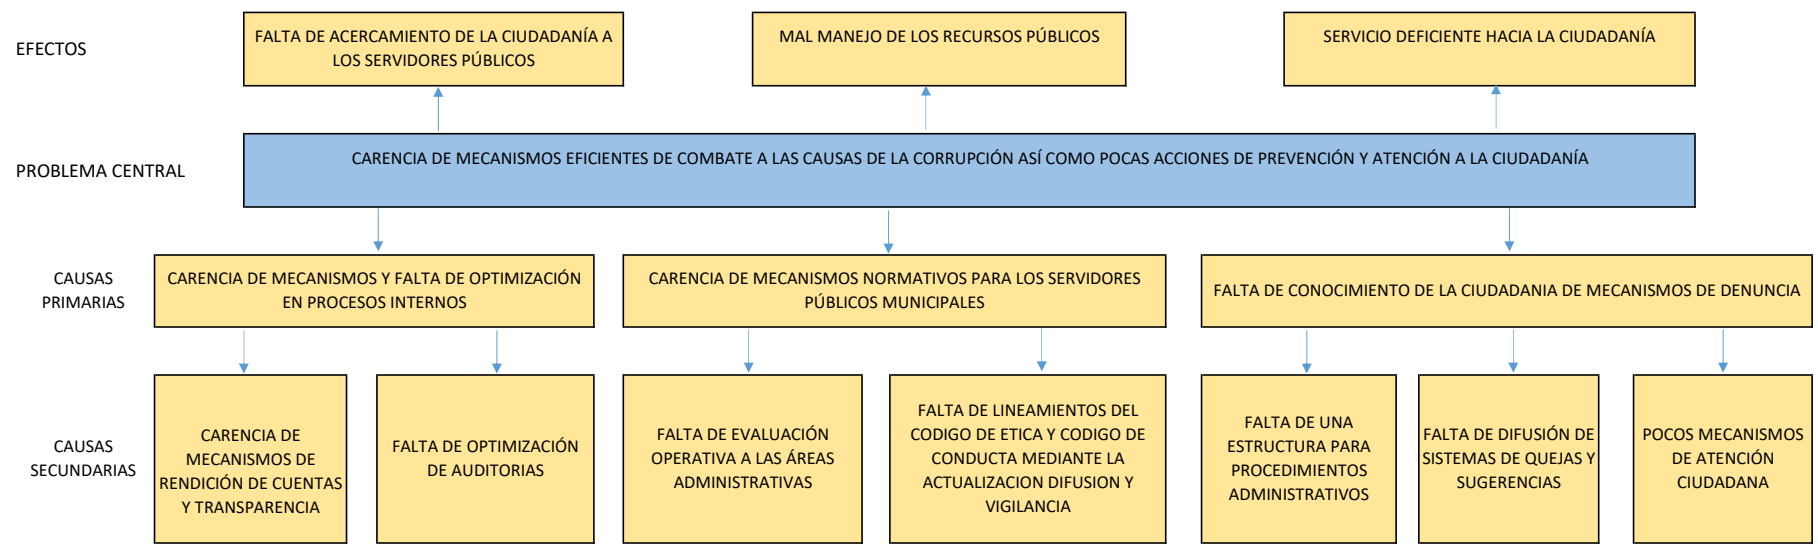 EFECTOS
FALTA DE ACERCAMIENTO DE LA CIUDADANÍA A
LOS SERVIDORES PÚBLICOS
MAL MANEJO DE LOS RECURSOS PÚBLICOS
SERVICIO DEFICIENTE HACIA LA CIUDADANÍA
PROBLEMA CENTRAL
CARENCIA DE MECANISMOS EFICIENTES DE COMBATE A LAS CAUSAS DE LA CORRUPCIÓN ASÍ COMO POCAS ACCIONES DE PREVENCIÓN Y ATENCIÓN A LA CIUDADANÍA
CAUSAS
PRIMARIAS
CARENCIA DE MECANISMOS Y FALTA DE OPTIMIZACIÓN
EN PROCESOS INTERNOS
CARENCIA DE MECANISMOS NORMATIVOS PARA LOS SERVIDORES
PÚBLICOS MUNICIPALES
FALTA DE CONOCIMIENTO DE LA CIUDADANIA DE MECANISMOS DE DENUNCIA
CAUSAS
SECUNDARIAS
CARENCIA DE
MECANISMOS DE
RENDICIÓN DE CUENTAS
Y TRANSPARENCIA
FALTA DE OPTIMIZACIÓN
DE AUDITORIAS
FALTA DE EVALUACIÓN
OPERATIVA A LAS ÁREAS
ADMINISTRATIVAS
FALTA DE LINEAMIENTOS DEL
CODIGO DE ETICA Y CODIGO DE
CONDUCTA MEDIANTE LA
ACTUALIZACION DIFUSION Y
VIGILANCIA
FALTA DE UNA
ESTRUCTURA PARA
PROCEDIMIENTOS
ADMINISTRATIVOS
FALTA DE DIFUSIÓN DE
SISTEMAS DE QUEJAS Y
SUGERENCIAS
POCOS MECANISMOS
DE ATENCIÓN
CIUDADANA